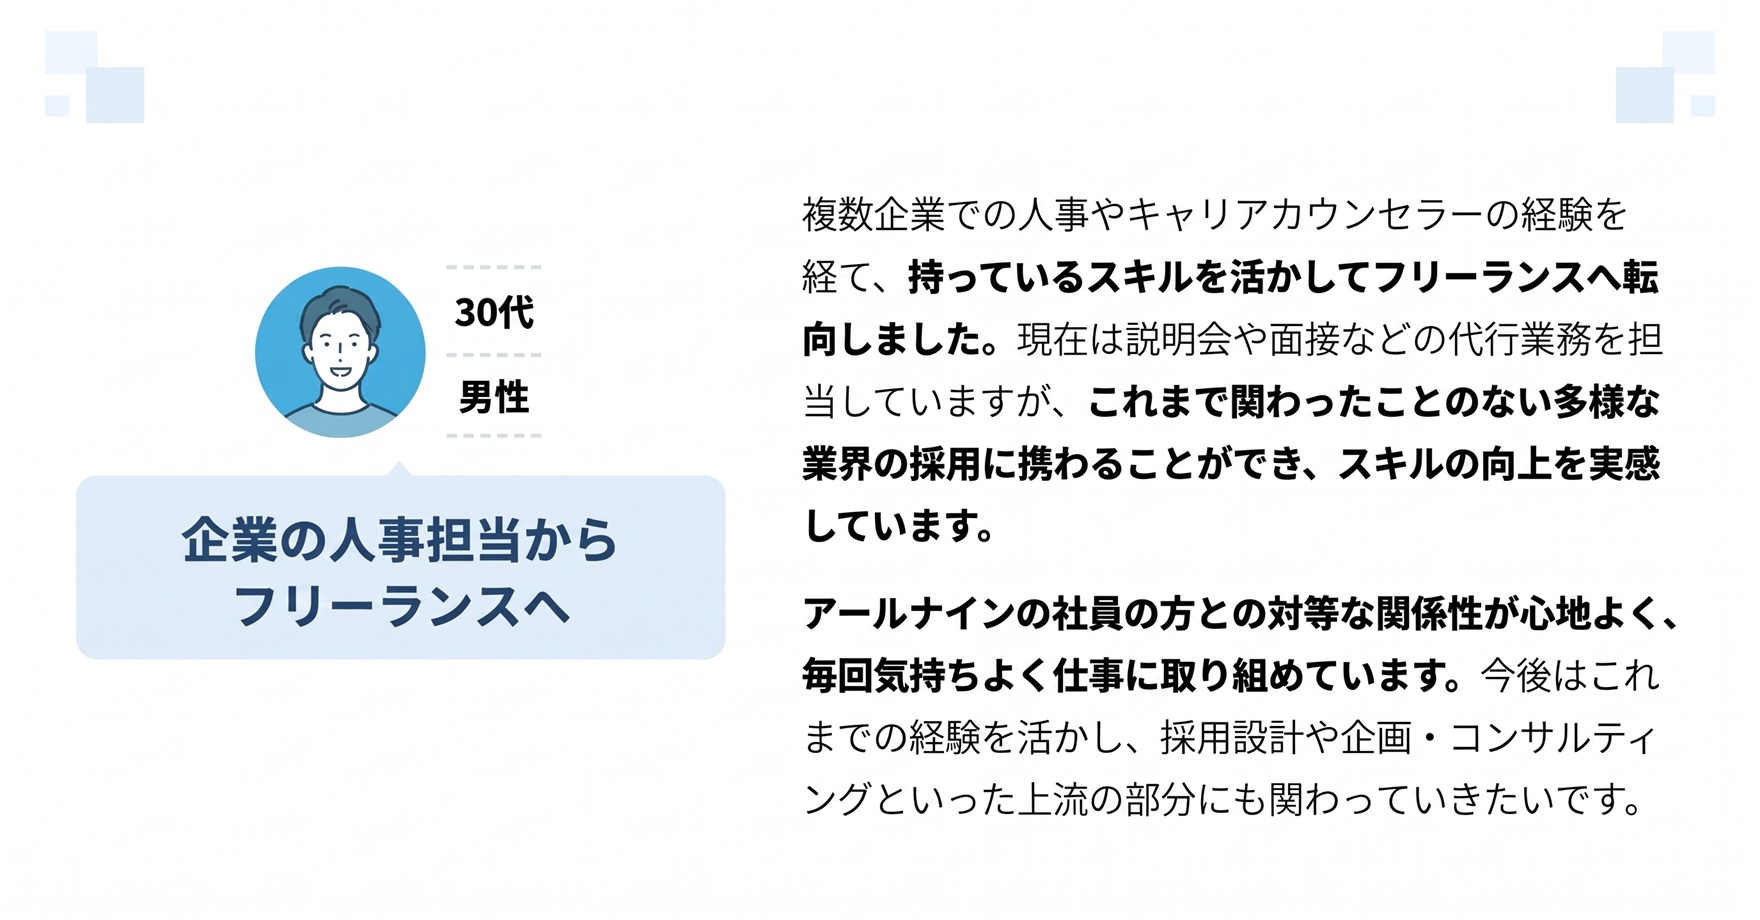 30代
男性
企業の人事担当から
フリーランスへ
複数企業での人事やキャリアカウンセラーの経験を
経て、持っているスキルを活かしてフリーランスへ転
向しました。現在は説明会や面接などの代行業務を担
当していますが、これまで関わったことのない多様な
業界の採用に携わることができ、スキルの向上を実感
しています。
アールナインの社員の方との対等な関係性が心地よく、
毎回気持ちよく仕事に取り組めています。今後はこれ
までの経験を活かし、採用設計や企画・コンサルティ
ングといった上流の部分にも関わっていきたいです。